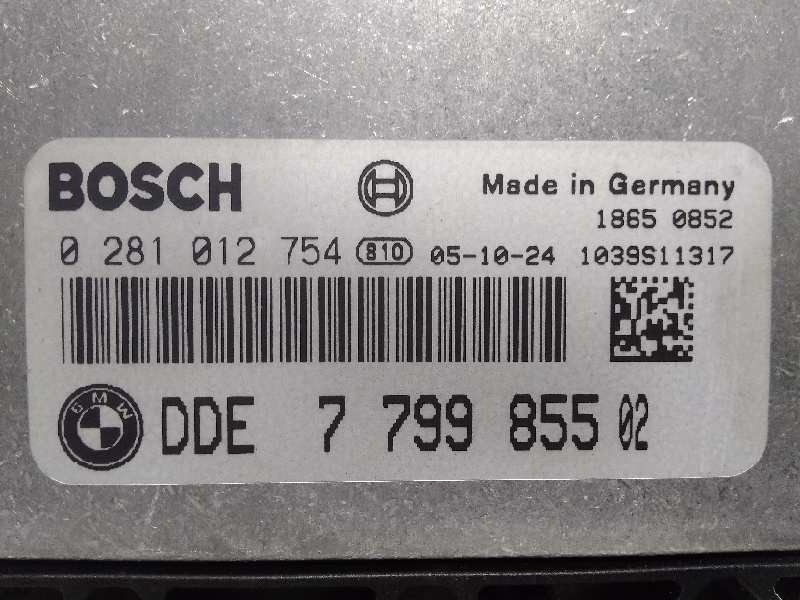 BOSCH
Made in Germany
1865 0852
0 281 012 754 810 05-10-24 1039S11317
BMW DDE 7 799 855 02